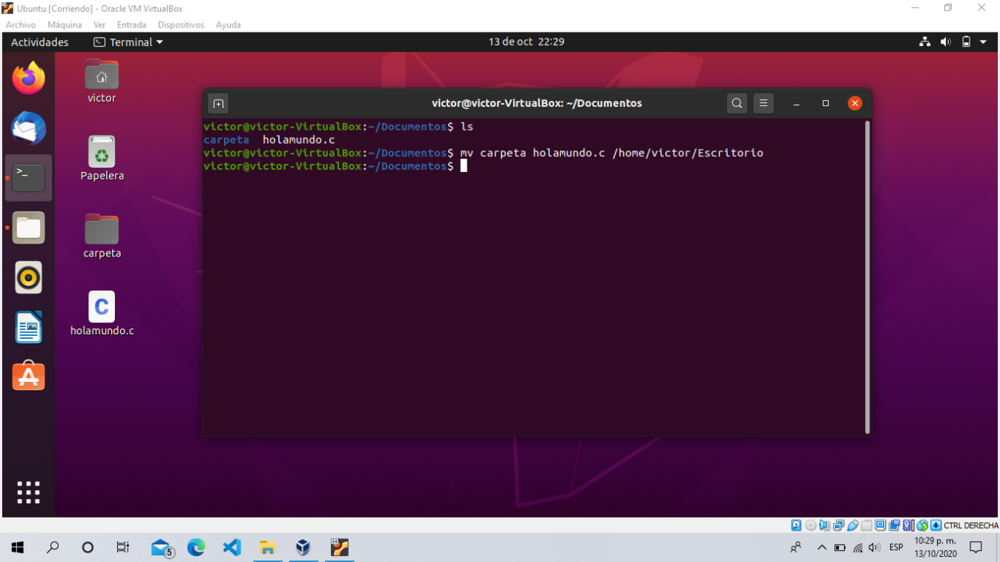 Ubuntu [Corriendo] - Oracle VM VirtualBox
Archivo Máquina Ver Entrada Dispositivos Ayuda
Actividades Terminal 13 de oct 22:29
victor
Papelera
carpeta
holamundo.c
victor@victor-VirtualBox: ~/Documentos
victor@victor-VirtualBox:~/Documentos$ ls
carpeta holamundo.c
victor@victor-VirtualBox:~/Documentos$ mv carpeta holamundo.c /home/victor/Escritorio
victor@victor-VirtualBox:~/Documentos$
CTRL DERECHA
5
ESP
10:29 p. m.
13/10/2020